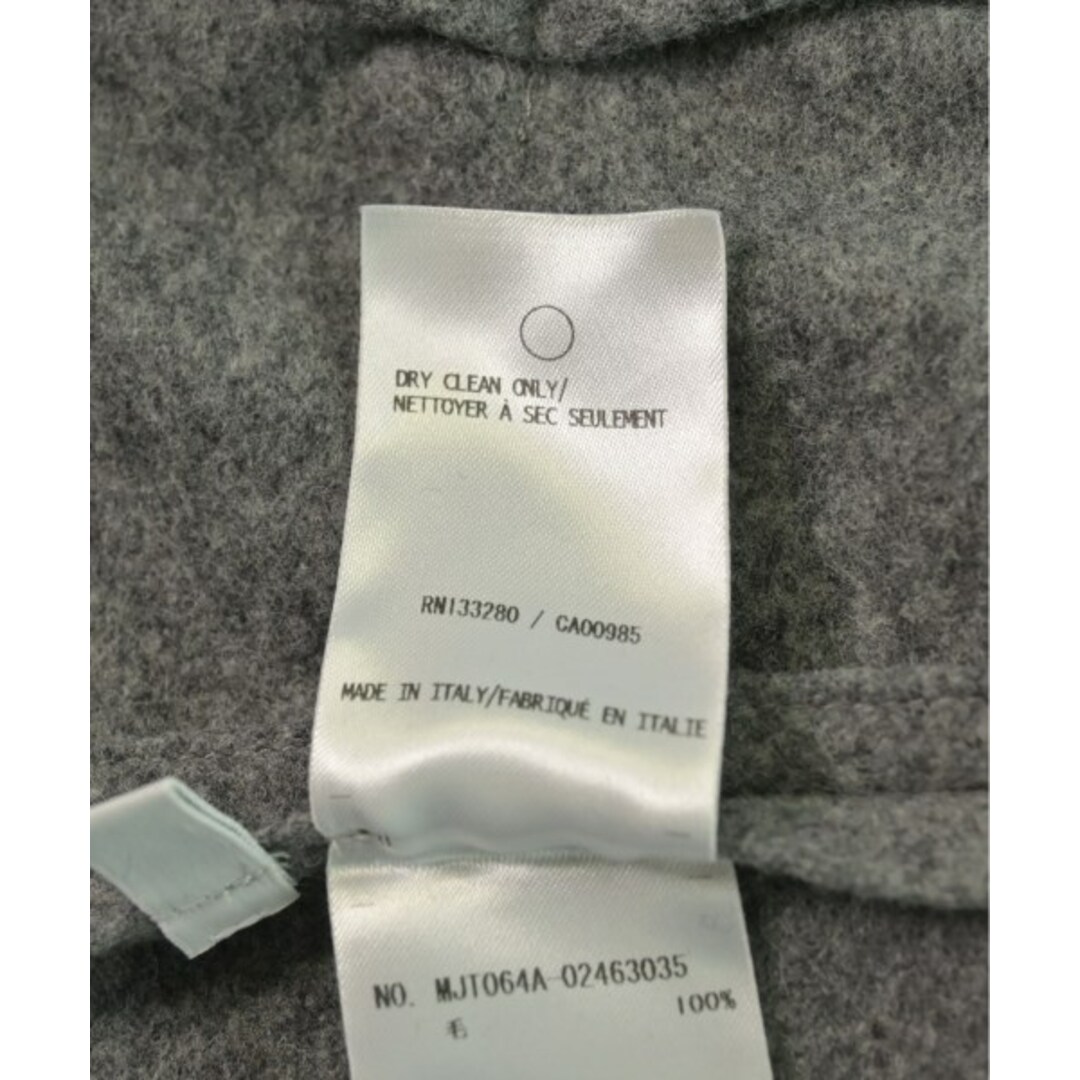 DRY CLEAN ONLY/
NETTOYER À SEC SEULEMENT
RN133280 / CA00985
MADE IN ITALY/FABRIQUÉ EN ITALIE
NO. MJT064A-02463035
毛 100%